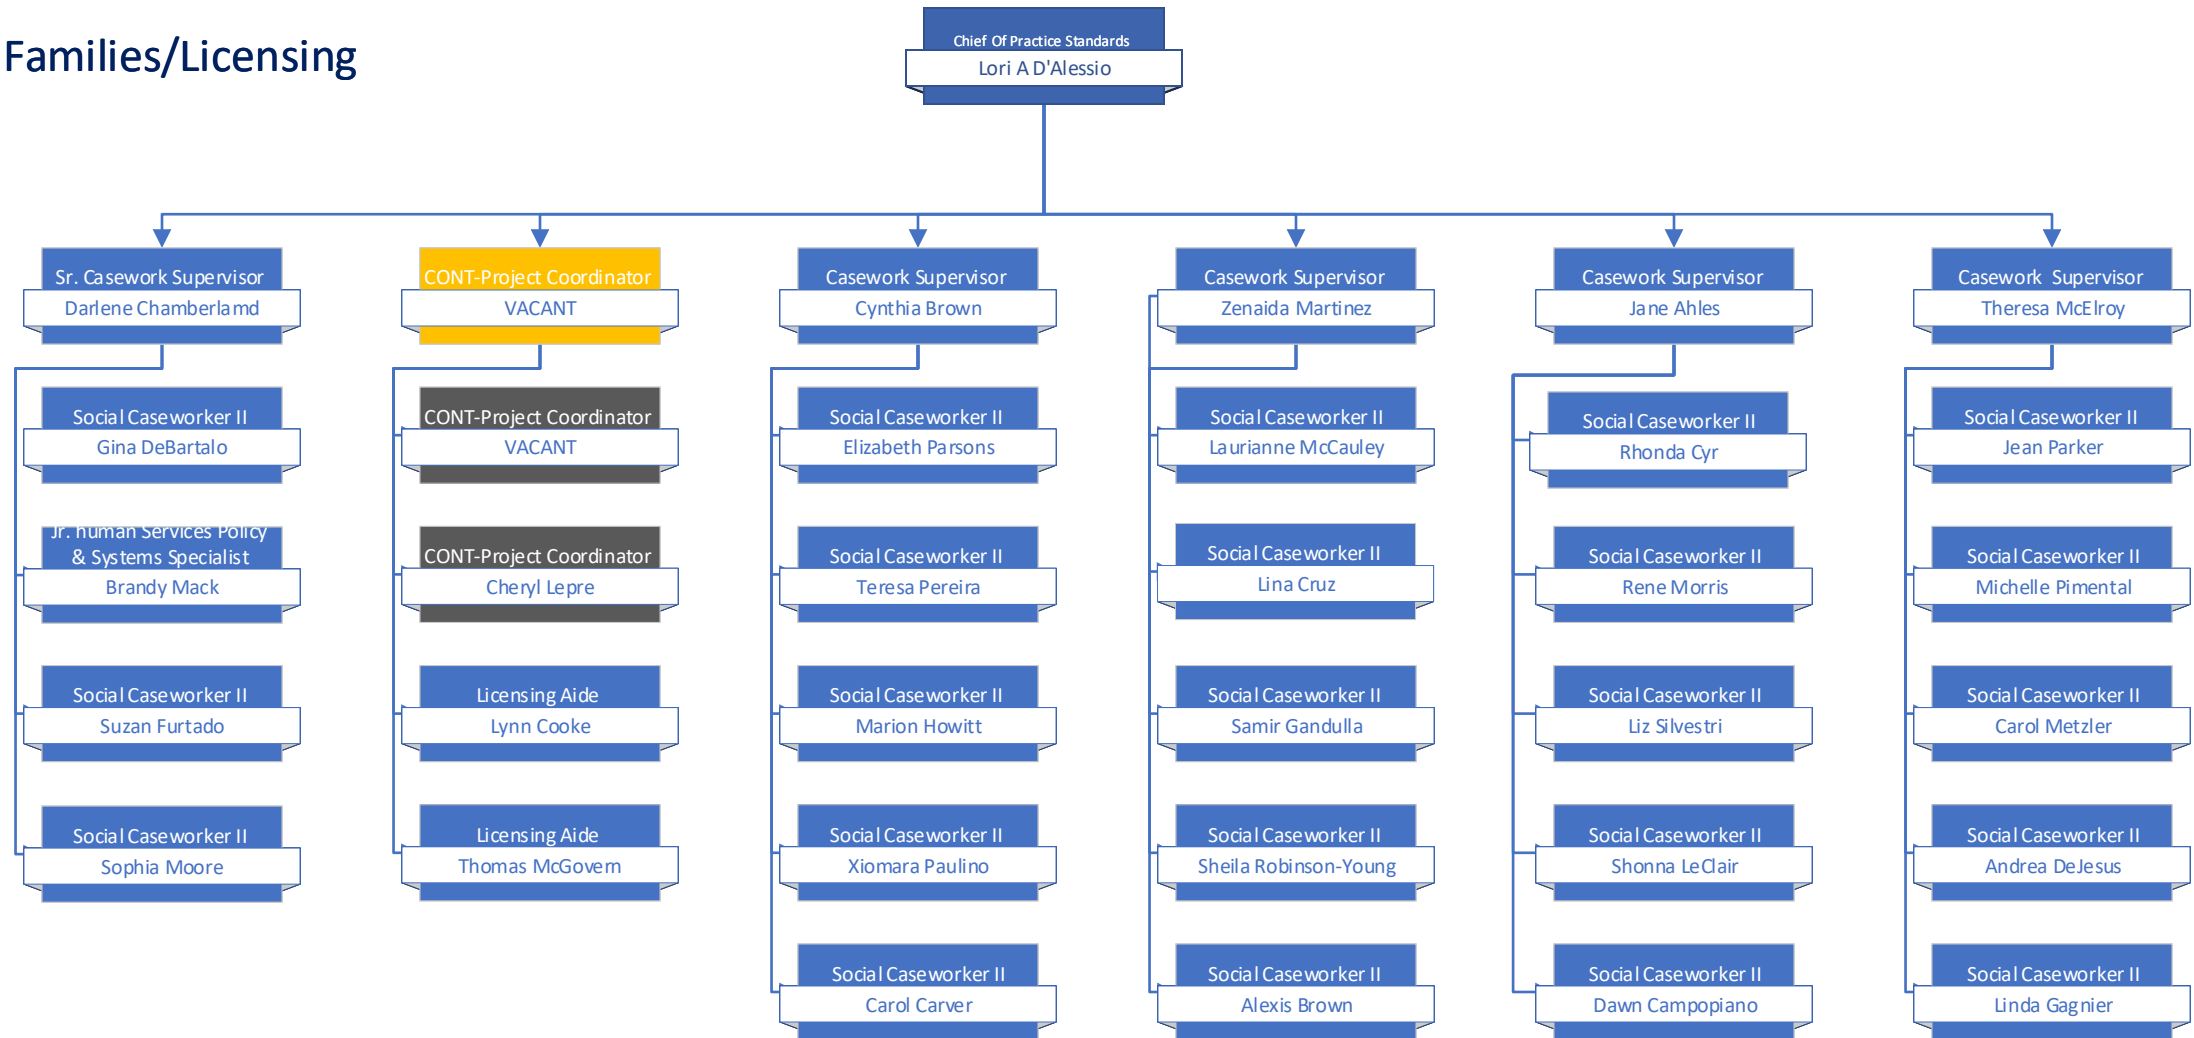 Families/Licensing
Chief Of Practice Standards
Lori A D'Alessio
Sr. Casework Supervisor
Darlene Chamberlamd
Social Caseworker II
Gina DeBartalo
Jr. human Services Policy
& Systems Specialist
Brandy Mack
Social Caseworker II
Suzan Furtado
Social Caseworker II
Sophia Moore
CONT-Project Coordinator
VACANT
CONT-Project Coordinator
VACANT
CONT-Project Coordinator
Cheryl Lepre
Licensing Aide
Lynn Cooke
Licensing Aide
Thomas McGovern
Casework Supervisor
Cynthia Brown
Social Caseworker II
Elizabeth Parsons
Social Caseworker II
Teresa Pereira
Social Caseworker II
Marion Howitt
Social Caseworker II
Xiomara Paulino
Social Caseworker II
Carol Carver
Casework Supervisor
Zenaida Martinez
Social Caseworker II
Laurianne McCauley
Social Caseworker II
Lina Cruz
Social Caseworker II
Samir Gandulla
Social Caseworker II
Sheila Robinson-Young
Social Caseworker II
Alexis Brown
Casework Supervisor
Jane Ahles
Social Caseworker II
Rhonda Cyr
Social Caseworker II
Rene Morris
Social Caseworker II
Liz Silvestri
Social Caseworker II
Shonna LeClair
Social Caseworker II
Dawn Campopiano
Casework Supervisor
Theresa McElroy
Social Caseworker II
Jean Parker
Social Caseworker II
Michelle Pimental
Social Caseworker II
Carol Metzler
Social Caseworker II
Andrea DeJesus
Social Caseworker II
Linda Gagnier